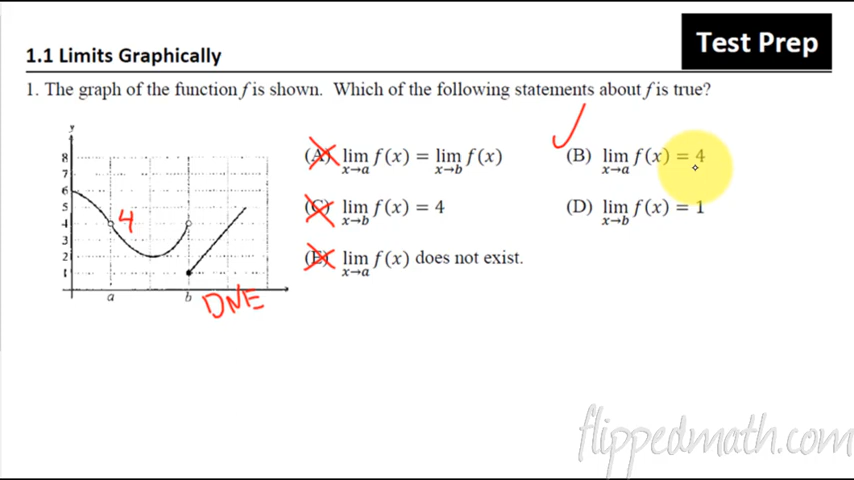 Test Prep
1.1 Limits Graphically
1. The graph of the function f is shown. Which of the following statements about f is true?
y
8
7
6
5
4
3
2
1
a b
4
DNE
(A) lim x→a f(x) = lim x→b f(x)
(B) lim x→a f(x) = 4
(C) lim x→b f(x) = 4
(D) lim x→b f(x) = 1
(E) lim x→a f(x) does not exist.
flippedmath.com